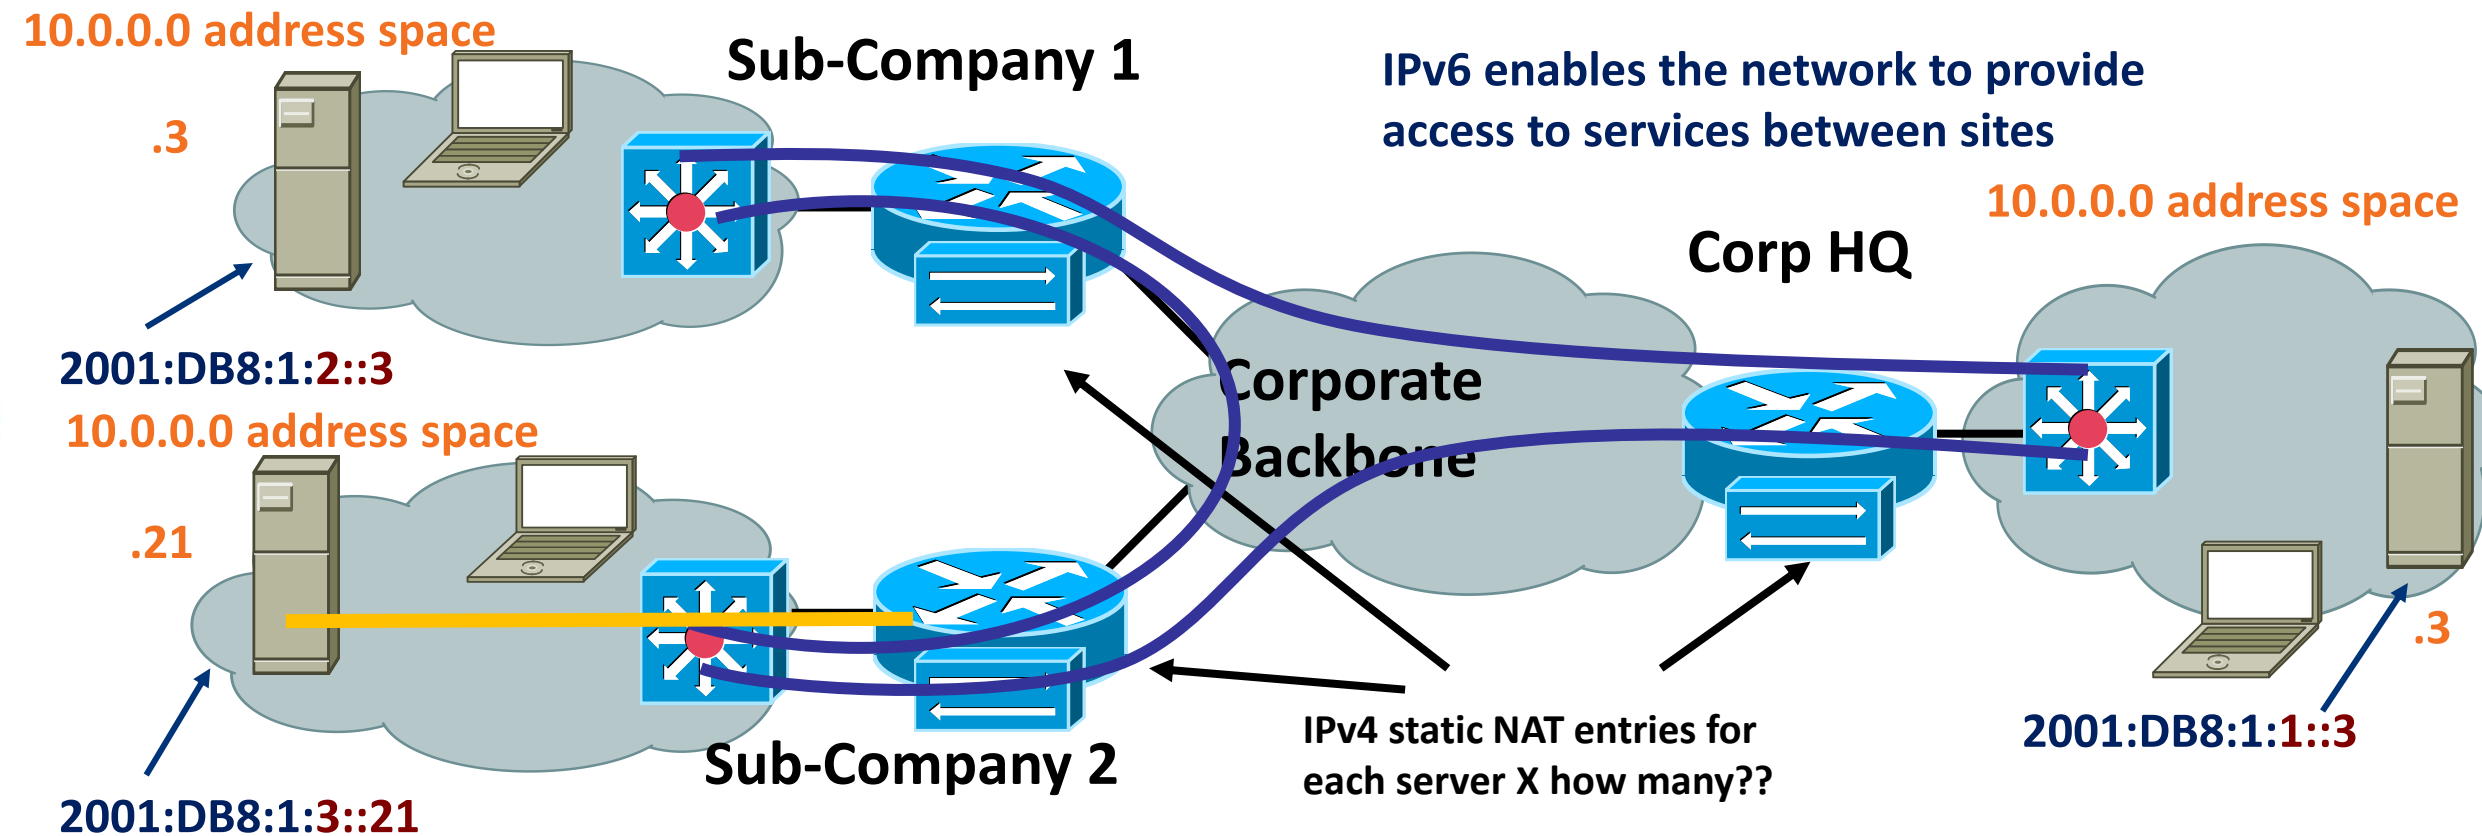 10.0.0.0 address space
Sub-Company 1
IPv6 enables the network to provide
access to services between sites
.3
10.0.0.0 address space
Corp HQ
2001:DB8:1:2::3
Corporate
Backbone
10.0.0.0 address space
.21
.3
IPv4 static NAT entries for
each server X how many??
2001:DB8:1:1::3
Sub-Company 2
2001:DB8:1:3::21